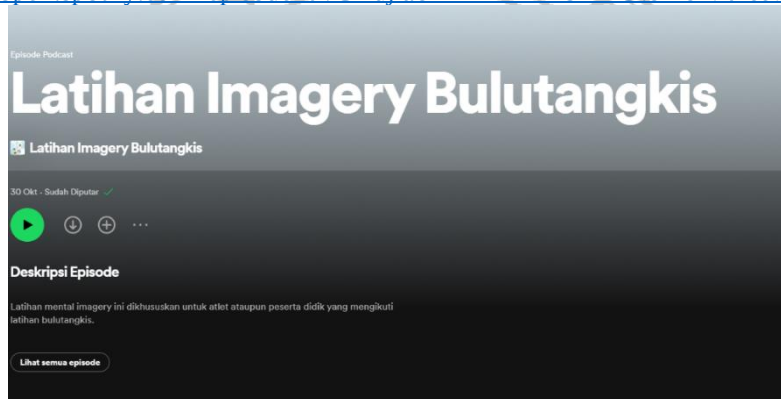 Episode Podcast
Latihan Imagery Bulutangkis
Latihan Imagery Bulutangkis
30 Okt - Sudah Diputar
Deskripsi Episode
Latihan mental imagery ini dikhususkan untuk atlet ataupun peserta didik yang mengikuti
latihan bulutangkis.
Lihat semua episode